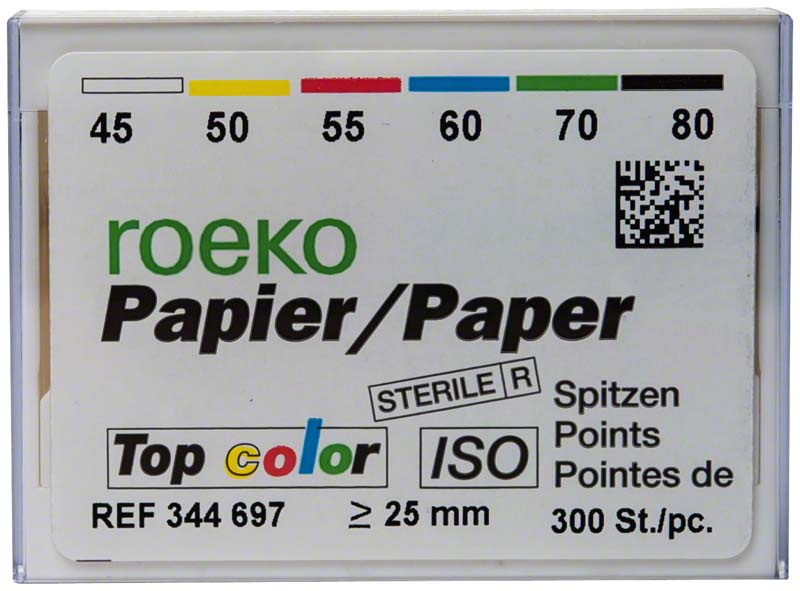 45 50 55 60 70 80
roeko
Papier/Paper
STERILE R
Spitzen
Points
Pointes de
Top color
ISO
REF 344 697
≥ 25 mm
300 St./pc.